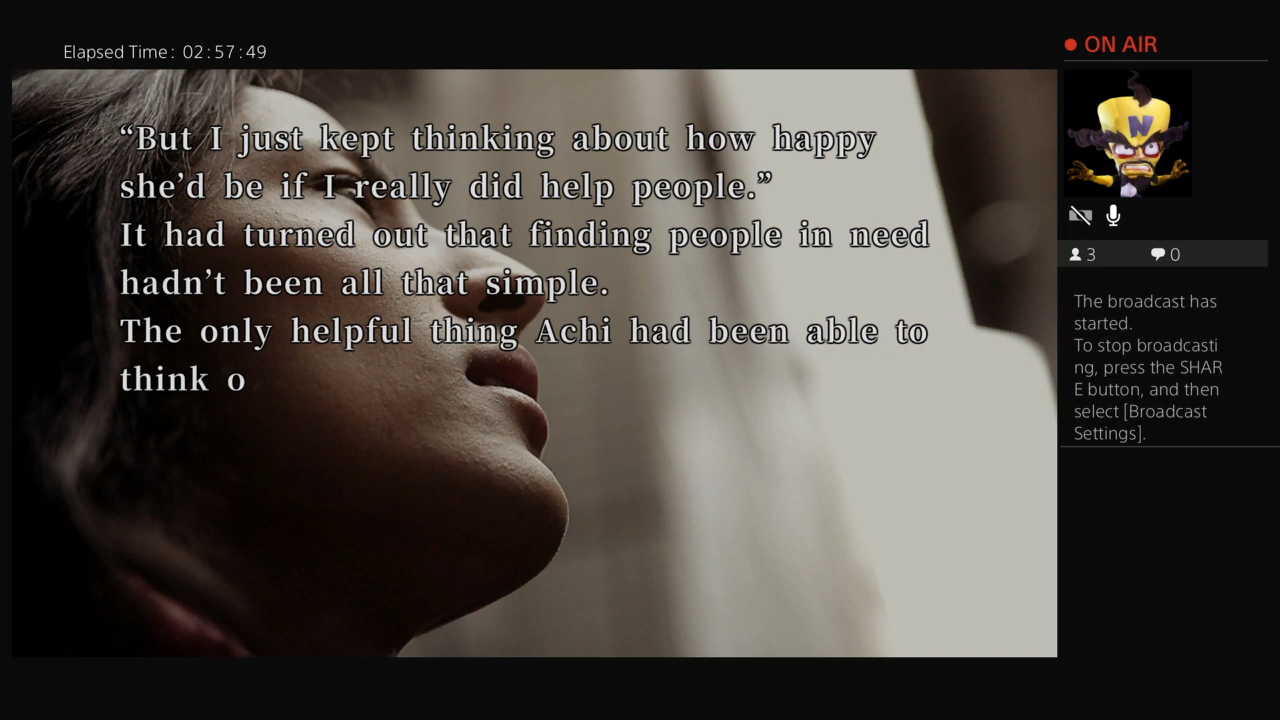 Elapsed Time: 02:57:49
ON AIR
“But I just kept thinking about how happy
she’d be if I really did help people.”
It had turned out that finding people in need
hadn’t been all that simple.
The only helpful thing Achi had been able to
think o
N
3
0
The broadcast has
started.
To stop broadcasti
ng, press the SHAR
E button, and then
select [Broadcast
Settings].